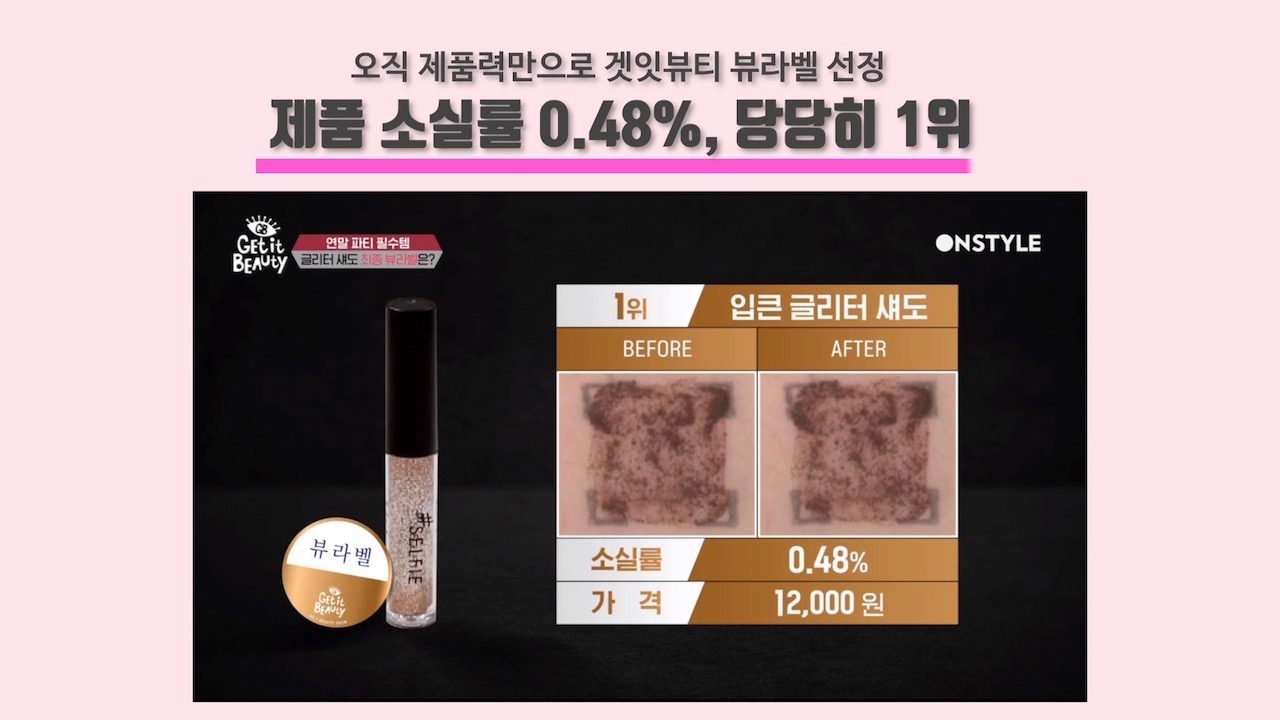 오직 제품력만으로 겟잇뷰티 뷰라벨 선정
제품 소실률 0.48%, 당당히 1위
GB
Get it
BEAUTY
연말 파티 필수템
글리터 섀도 최종 뷰라벨은?
ONSTYLE
1위 입큰 글리터 섀도
BEFORE AFTER
소실률 0.48%
가 격 12,000 원
#SELFIE
뷰라벨
Get it
BEAUTY